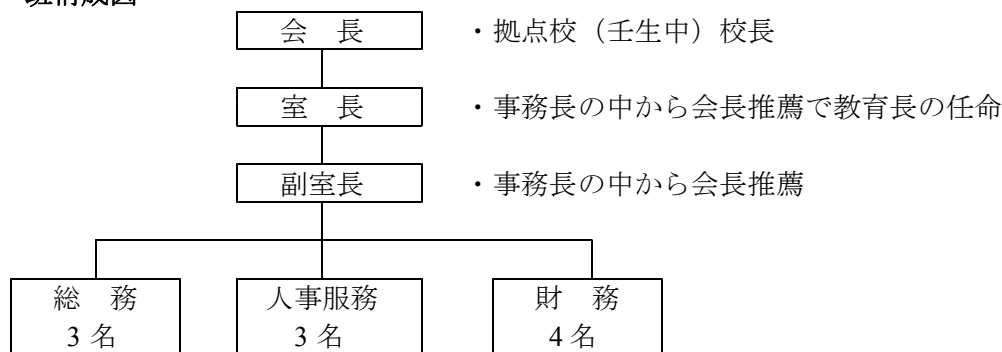 班構成図
会　長　・拠点校（壬生中）校長
室　長　・事務長の中から会長推薦で教育長の任命
副室長　・事務長の中から会長推薦
総　務　人事服務　財　務
3 名　3 名　4 名